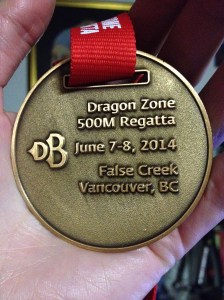 Dragon Zone
500M Regatta
DB
June 7-8, 2014
False Creek
Vancouver, BC